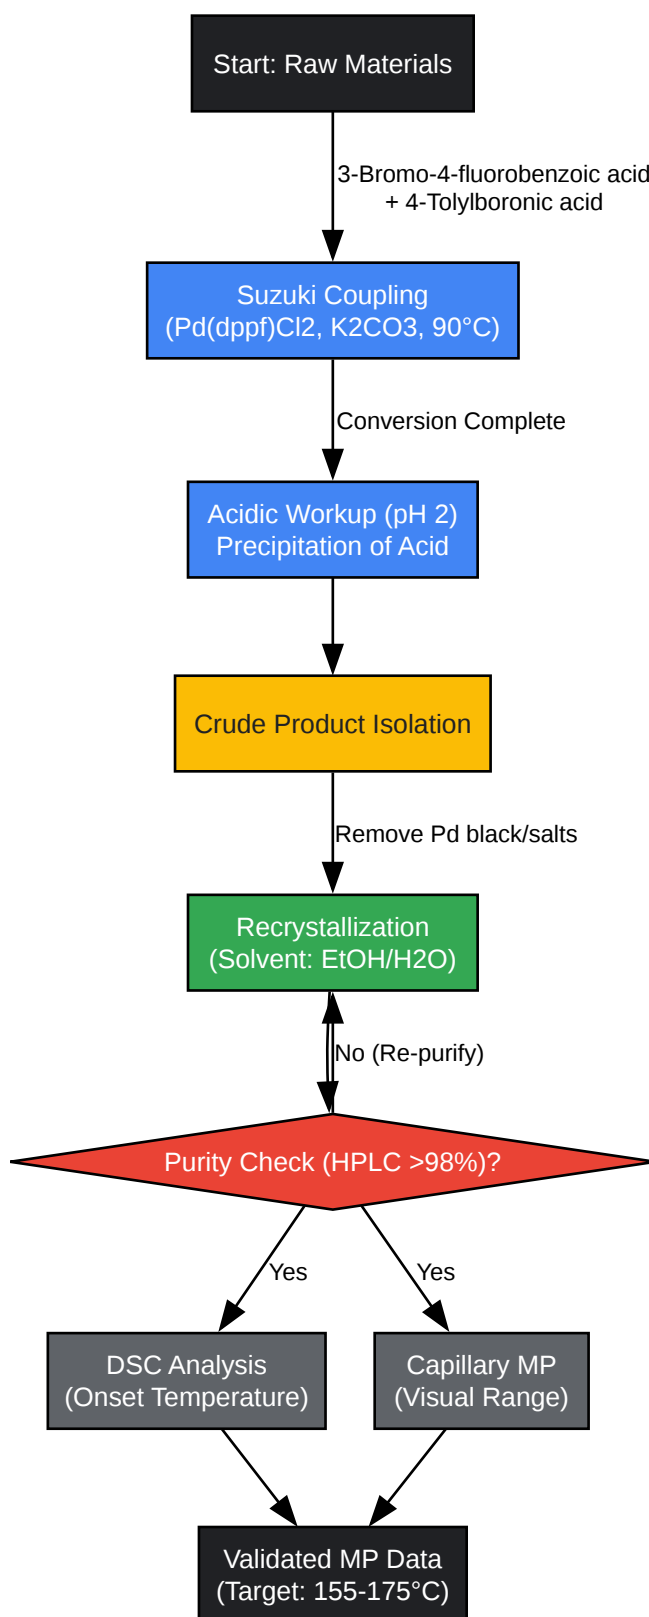 Start: Raw Materials
3-Bromo-4-fluorobenzoic acid
+ 4-Tolylboronic acid
Suzuki Coupling
(Pd(dppf)Cl2, K2CO3, 90°C)
Conversion Complete
Acidic Workup (pH 2)
Precipitation of Acid
Crude Product Isolation
Remove Pd black/salts
Recrystallization
(Solvent: EtOH/H2O)
No (Re-purify)
Purity Check (HPLC >98%)?
Yes
Yes
DSC Analysis
(Onset Temperature)
Capillary MP
(Visual Range)
Validated MP Data
(Target: 155-175°C)